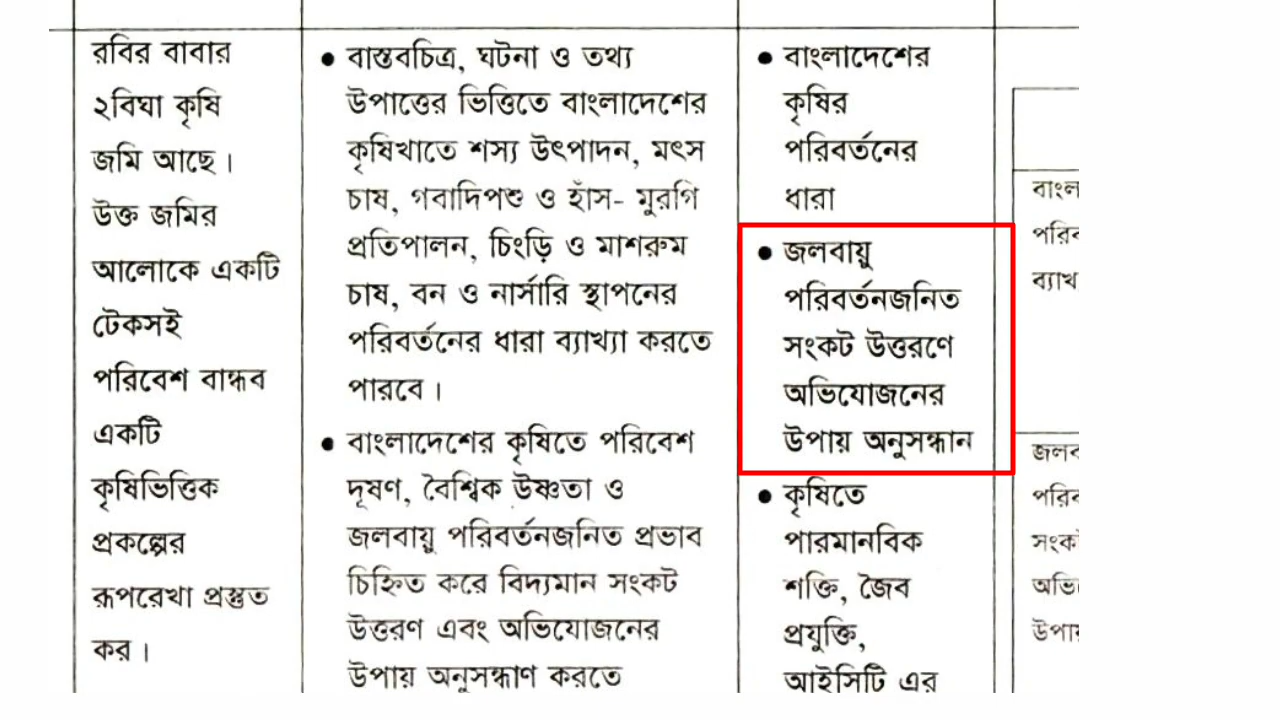 রবির বাবার
২বিঘা কৃষি
জমি আছে।
উক্ত জমির
আলোকে একটি
টেকসই
পরিবেশ বান্ধব
একটি
কৃষিভিত্তিক
প্রকল্পের
রূপরেখা প্রস্তুত
কর।
• বাস্তবচিত্র, ঘটনা ও তথ্য
উপাত্তের ভিত্তিতে বাংলাদেশের
কৃষিখাতে শস্য উৎপাদন, মৎস
চাষ, গবাদিপশু ও হাঁস- মুরগি
প্রতিপালন, চিংড়ি ও মাশরুম
চাষ, বন ও নার্সারি স্থাপনের
পরিবর্তনের ধারা ব্যাখ্যা করতে
পারবে।
• বাংলাদেশের কৃষিতে পরিবেশ
দূষণ, বৈশ্বিক উষ্ণতা ও
জলবায়ু পরিবর্তনজনিত প্রভাব
চিহ্নিত করে বিদ্যমান সংকট
উত্তরণ এবং অভিযোজনের
উপায় অনুসন্ধাণ করতে
• বাংলাদেশের
কৃষির
পরিবর্তনের
ধারা
• জলবায়ু
পরিবর্তনজনিত
সংকট উত্তরণে
অভিযোজনের
উপায় অনুসন্ধান
• কৃষিতে
পারমানবিক
শক্তি, জৈব
প্রযুক্তি,
আইসিটি এর